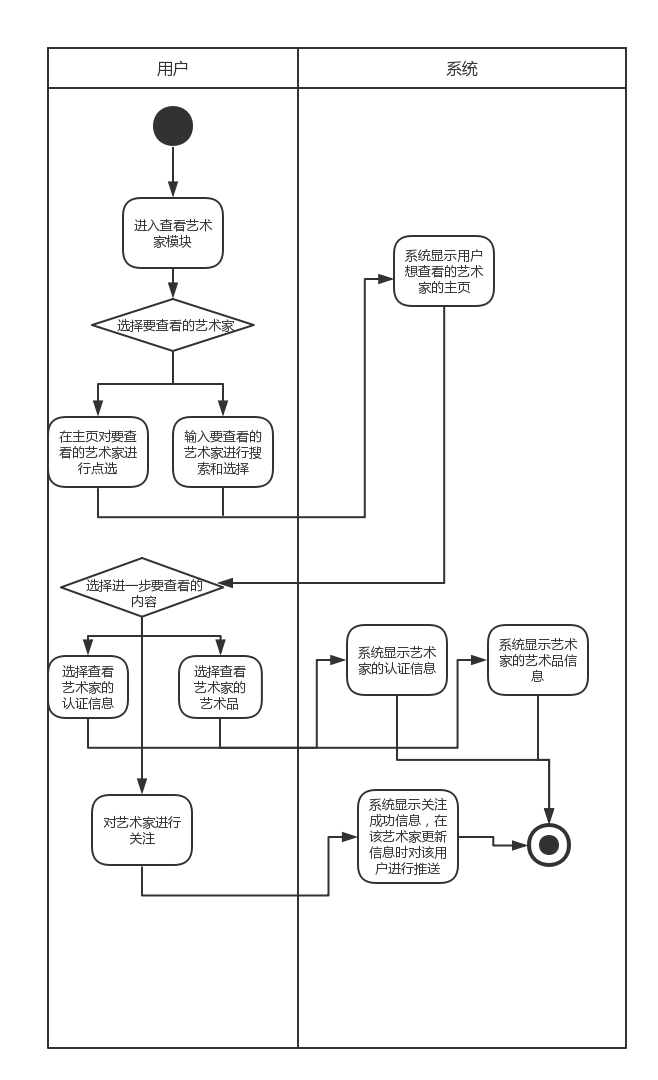 用户
系统
进入查看艺术
家模块
系统显示用户
想查看的艺术
家的主页
选择要查看的艺术家
在主页对要查
看的艺术家进
行点选
输入要查看的
艺术家进行搜
索和选择
选择进一步要查看的
内容
选择查看
艺术家的
认证信息
选择查看
艺术家的
艺术品
系统显示艺术
家的认证信息
系统显示艺术
家的艺术品信
息
对艺术家进行
关注
系统显示关注
成功信息，在
该艺术家更新
信息时对该用
户进行推送